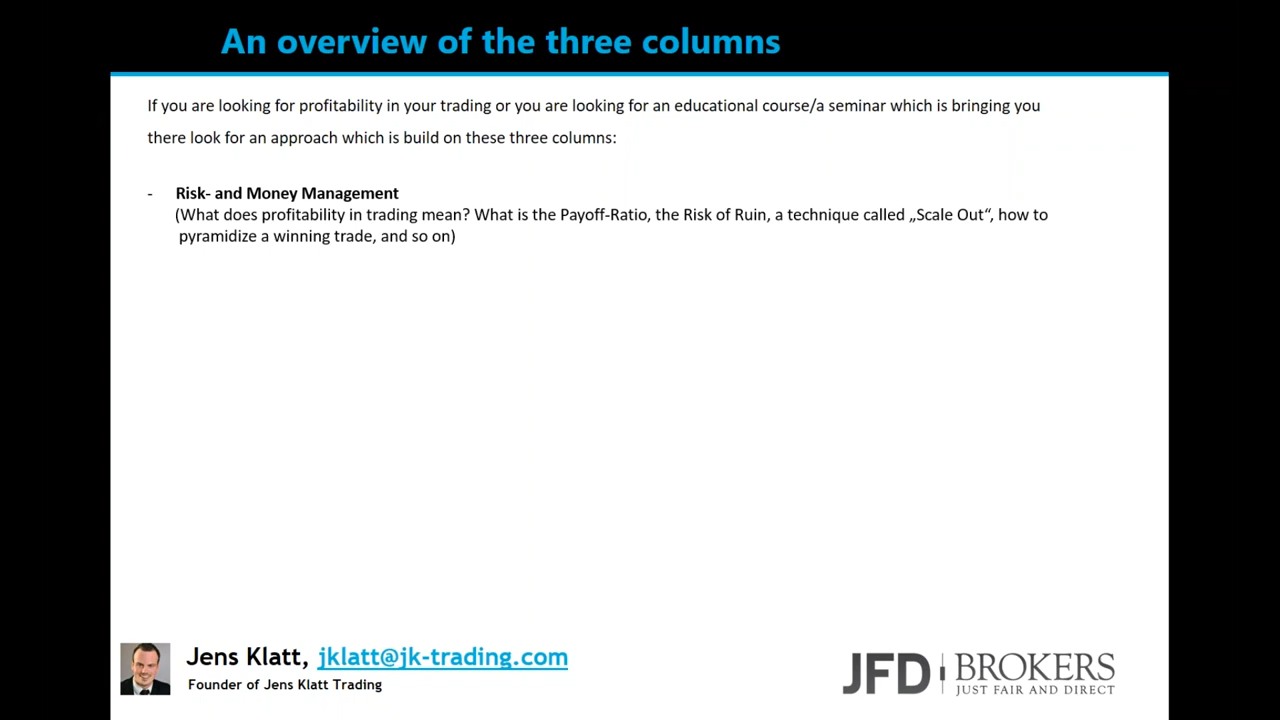 An overview of the three columns
If you are looking for profitability in your trading or you are looking for an educational course/a seminar which is bringing you
there look for an approach which is build on these three columns:
- Risk- and Money Management
(What does profitability in trading mean? What is the Payoff-Ratio, the Risk of Ruin, a technique called „Scale Out“, how to
pyramidize a winning trade, and so on)
Jens Klatt, jklatt@jk-trading.com
Founder of Jens Klatt Trading
JFD BROKERS
JUST FAIR AND DIRECT